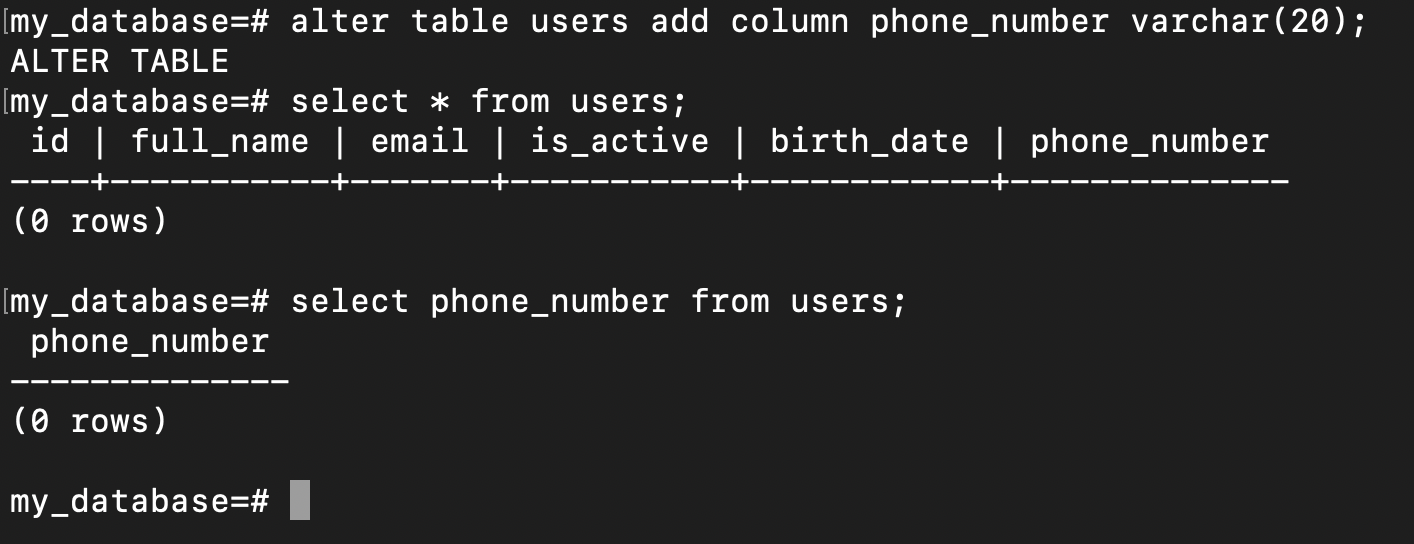 [my_database=# alter table users add column phone_number varchar(20);
ALTER TABLE
[my_database=# select * from users;
 id | full_name | email | is_active | birth_date | phone_number
----+-----------+-------+-----------+------------+--------------
(0 rows)

[my_database=# select phone_number from users;
 phone_number
--------------
(0 rows)

my_database=#